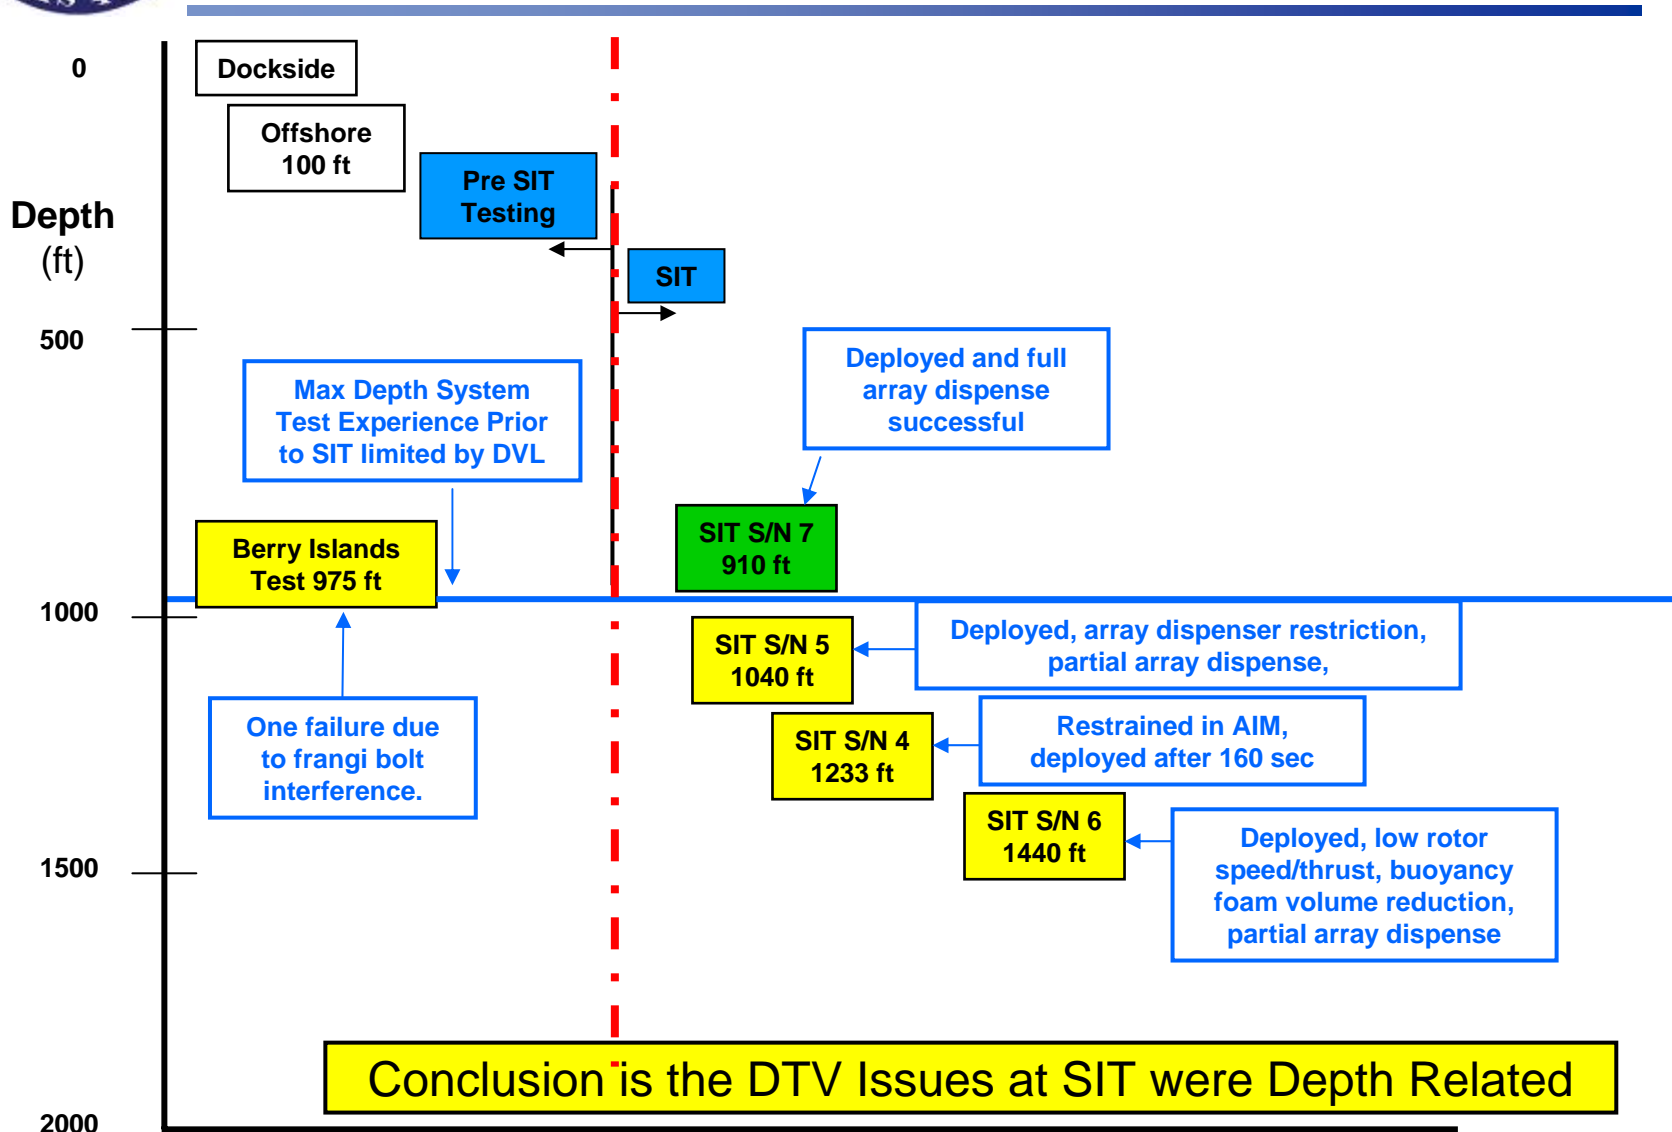 0
Dockside
Offshore
100 ft
Pre SIT
Testing
Depth
(ft)
SIT
500
Max Depth System
Test Experience Prior
to SIT limited by DVL
Deployed and full
array dispense
successful
Berry Islands
Test 975 ft
SIT S/N 7
910 ft
1000
SIT S/N 5
1040 ft
Deployed, array dispenser restriction,
partial array dispense,
One failure due
to frangi bolt
interference.
SIT S/N 4
1233 ft
Restrained in AIM,
deployed after 160 sec
SIT S/N 6
1440 ft
Deployed, low rotor
speed/thrust, buoyancy
foam volume reduction,
partial array dispense
1500
Conclusion is the DTV Issues at SIT were Depth Related
2000